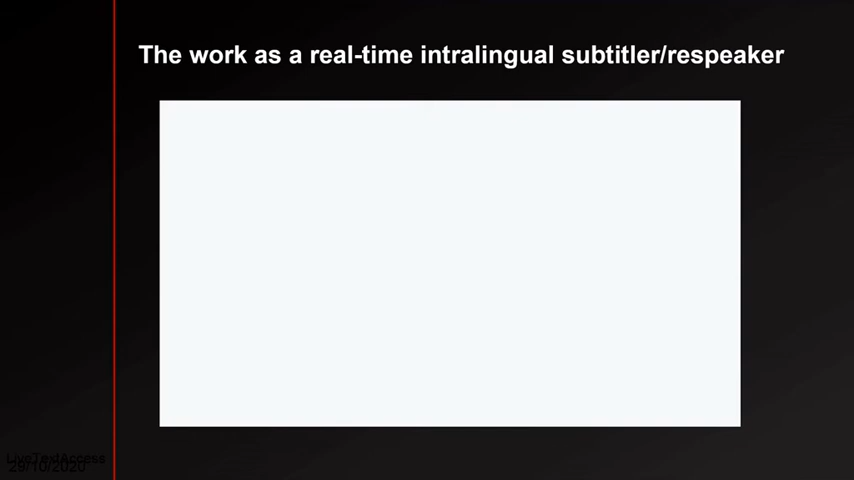 The work as a real-time intralingual subtitler/respeaker
LiveTextAccess
29/10/2020